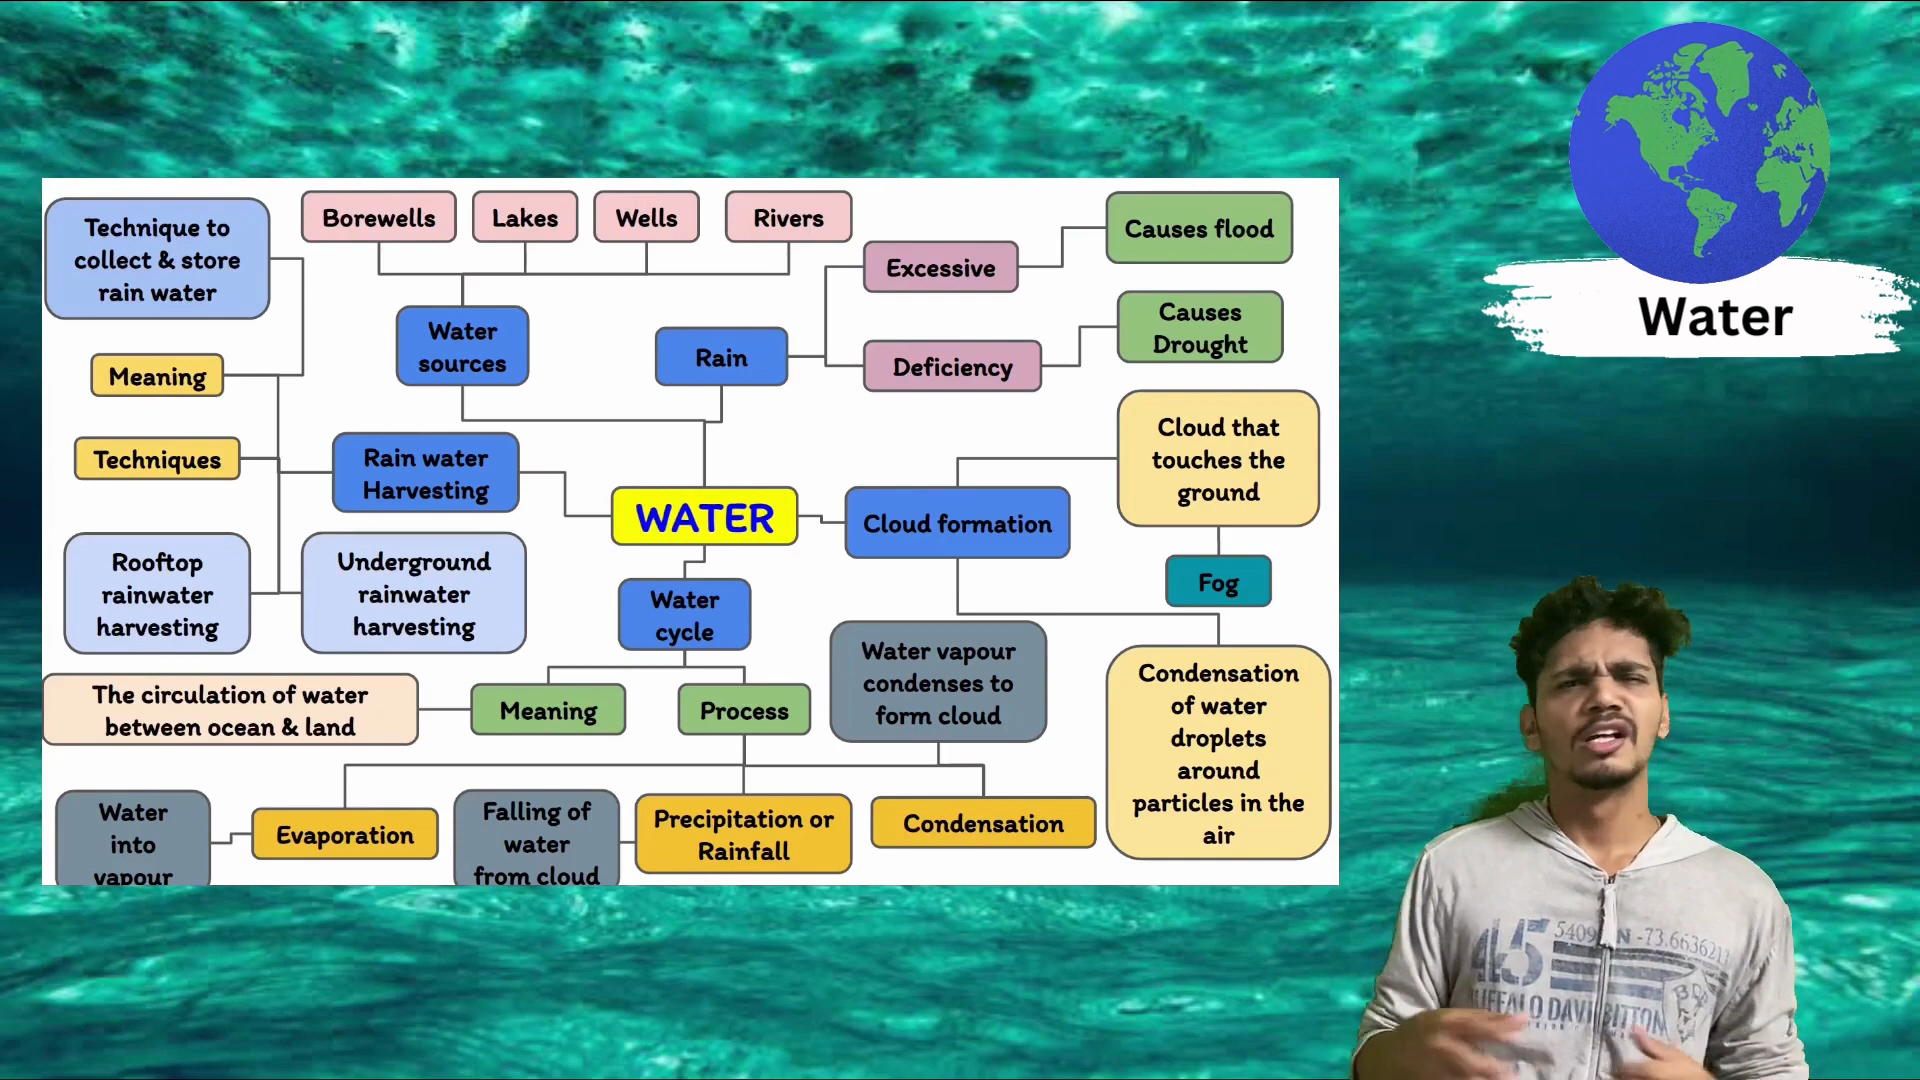 Technique to
collect & store
rain water
Borewells
Lakes
Wells
Rivers
Causes flood
Excessive
Water
sources
Rain
Causes
Drought
Deficiency
Meaning
Techniques
Rain water
Harvesting
WATER
Cloud formation
Cloud that
touches the
ground
Fog
Rooftop
rainwater
harvesting
Underground
rainwater
harvesting
Water
cycle
Water vapour
condenses to
form cloud
Condensation
of water
droplets
around
particles in the
air
The circulation of water
between ocean & land
Meaning
Process
Water
into
vapour
Evaporation
Falling of
water
from cloud
Precipitation or
Rainfall
Condensation
Water
45
5409
N -73.6636217